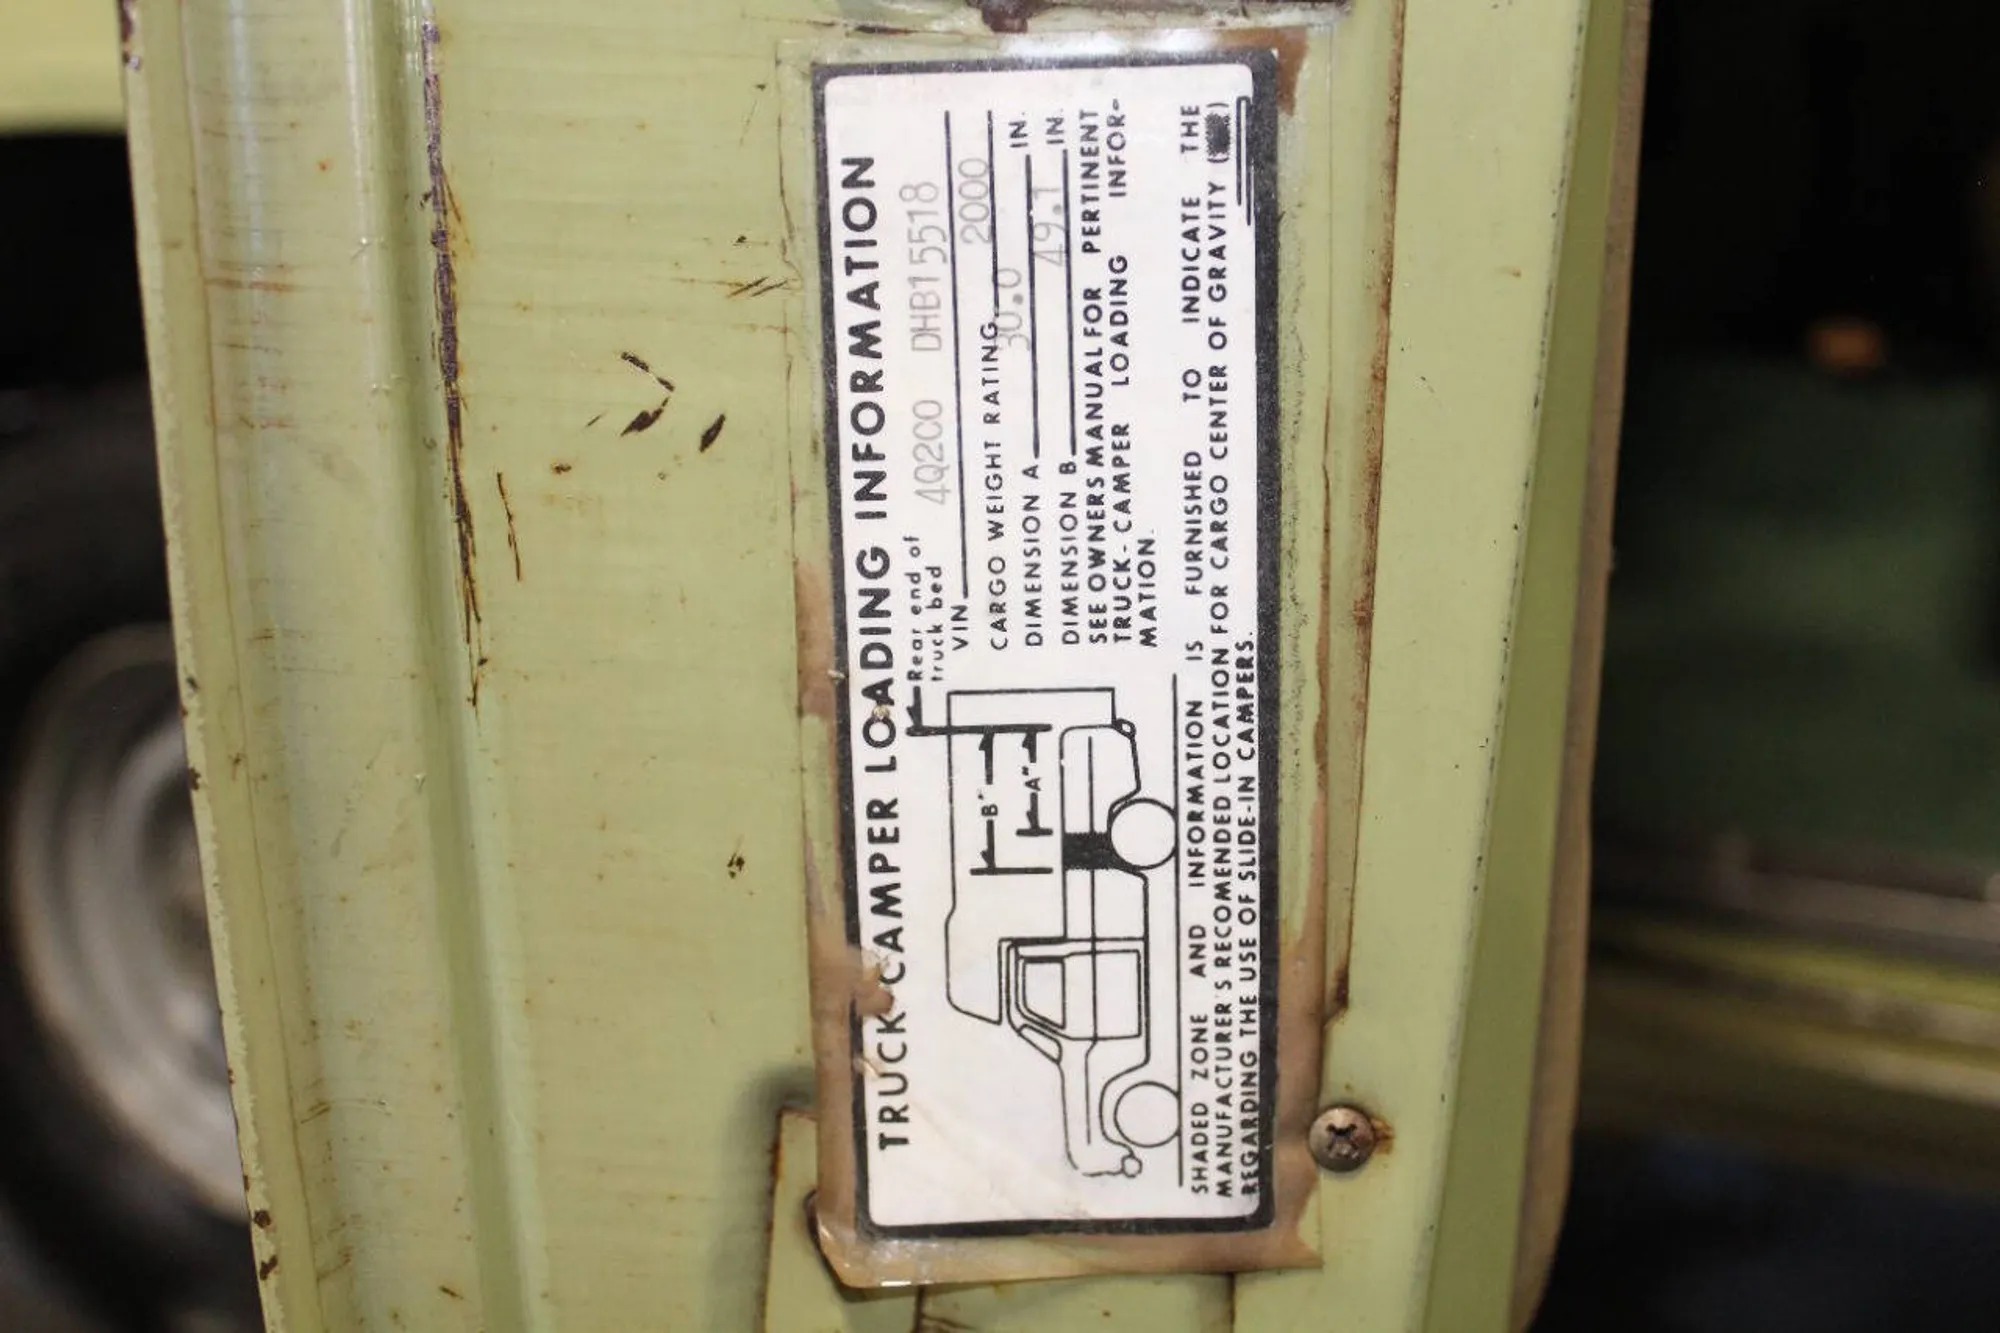 TRUCK-CAMPER LOADING INFORMATION
Rear end of
truck bed
4Q2C0 DHB15518
VIN
CARGO WEIGHT RATING 2000
DIMENSION A 30.0 IN.
DIMENSION B 49.1 IN.
SEE OWNERS MANUAL FOR PERTINENT
TRUCK-CAMPER LOADING INFOR-
MATION.
B"
A"
SHADED ZONE AND INFORMATION IS FURNISHED TO INDICATE THE
MANUFACTURER'S RECOMENDED LOCATION FOR CARGO CENTER OF GRAVITY ( )
REGARDING THE USE OF SLIDE-IN CAMPERS.